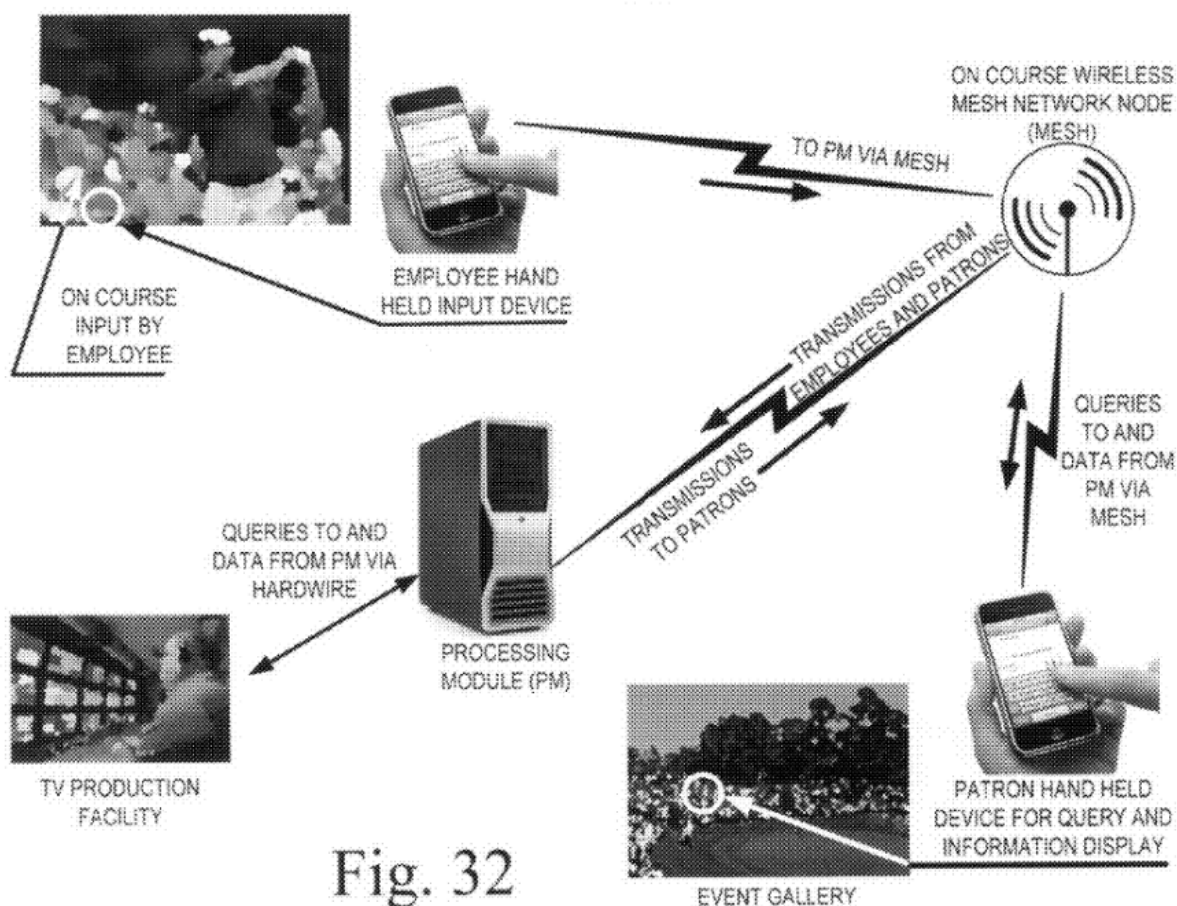 ON COURSE WIRELESS
MESH NETWORK NODE
(MESH)
TO PM VIA MESH
EMPLOYEE HAND
HELD INPUT DEVICE
ON COURSE
INPUT BY
EMPLOYEE
TRANSMISSIONS FROM
EMPLOYEES AND PATRONS
TRANSMISSIONS
TO PATRONS
QUERIES
TO AND
DATA FROM
PM VIA
MESH
QUERIES TO AND
DATA FROM PM VIA
HARDWIRE
PROCESSING
MODULE (PM)
TV PRODUCTION
FACILITY
PATRON HAND HELD
DEVICE FOR QUERY AND
INFORMATION DISPLAY
EVENT GALLERY
Fig. 32